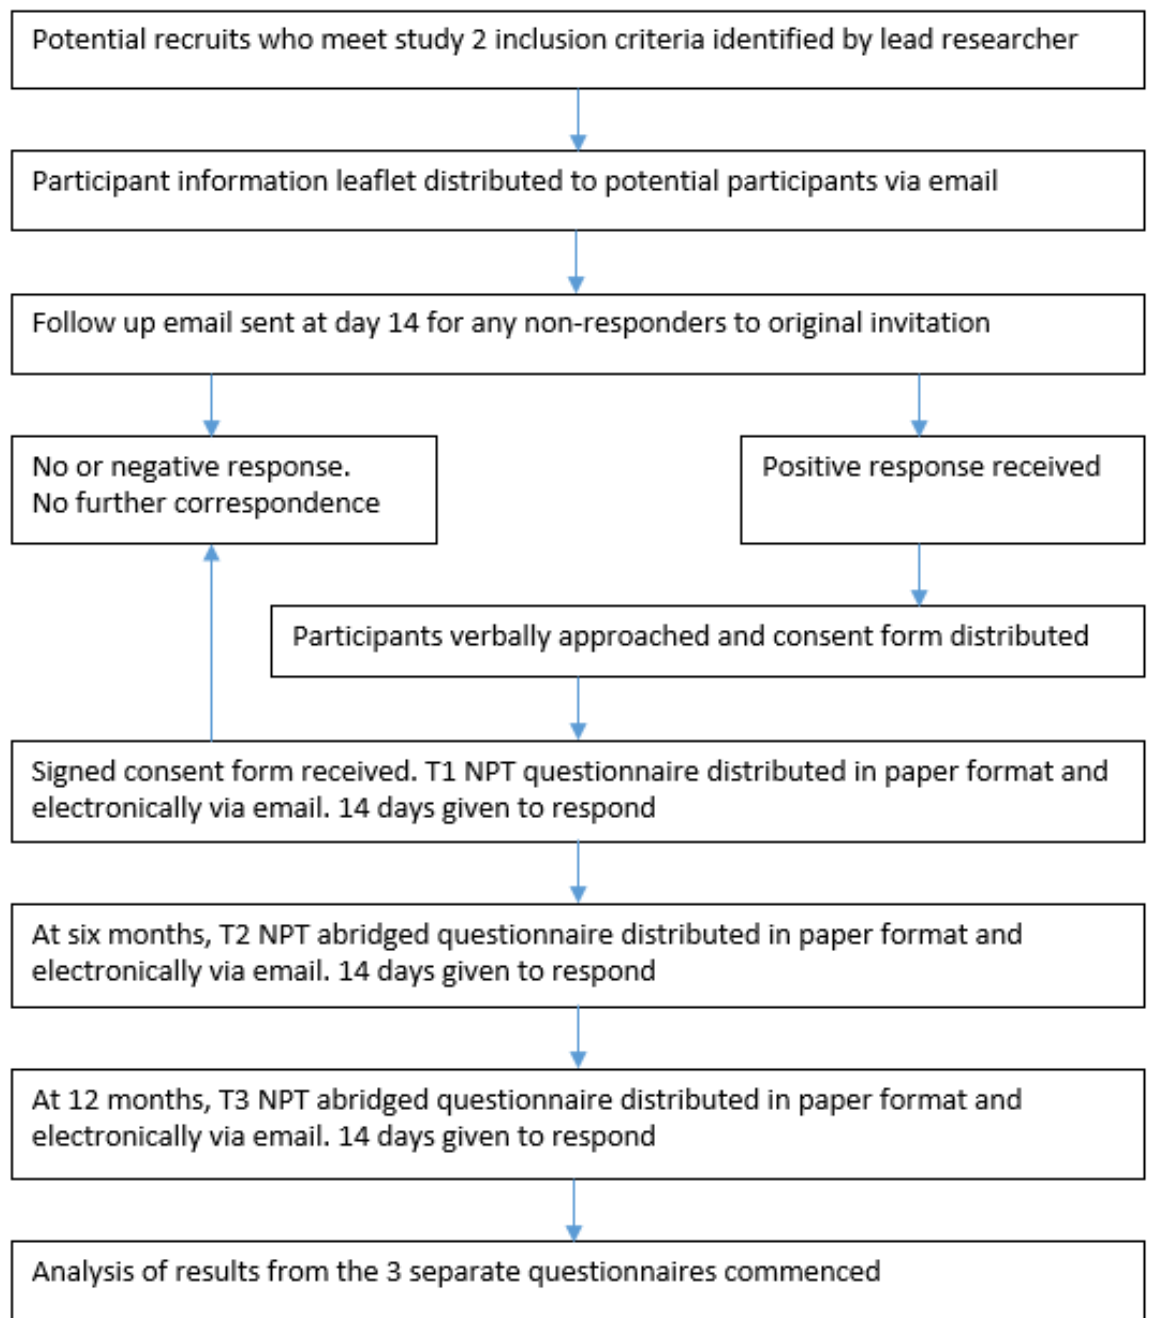 Potential recruits who meet study 2 inclusion criteria identified by lead researcher
Participant information leaflet distributed to potential participants via email
Follow up email sent at day 14 for any non-responders to original invitation
No or negative response.
No further correspondence
Positive response received
Participants verbally approached and consent form distributed
Signed consent form received. T1 NPT questionnaire distributed in paper format and
electronically via email. 14 days given to respond
At six months, T2 NPT abridged questionnaire distributed in paper format and
electronically via email. 14 days given to respond
At 12 months, T3 NPT abridged questionnaire distributed in paper format and
electronically via email. 14 days given to respond
Analysis of results from the 3 separate questionnaires commenced